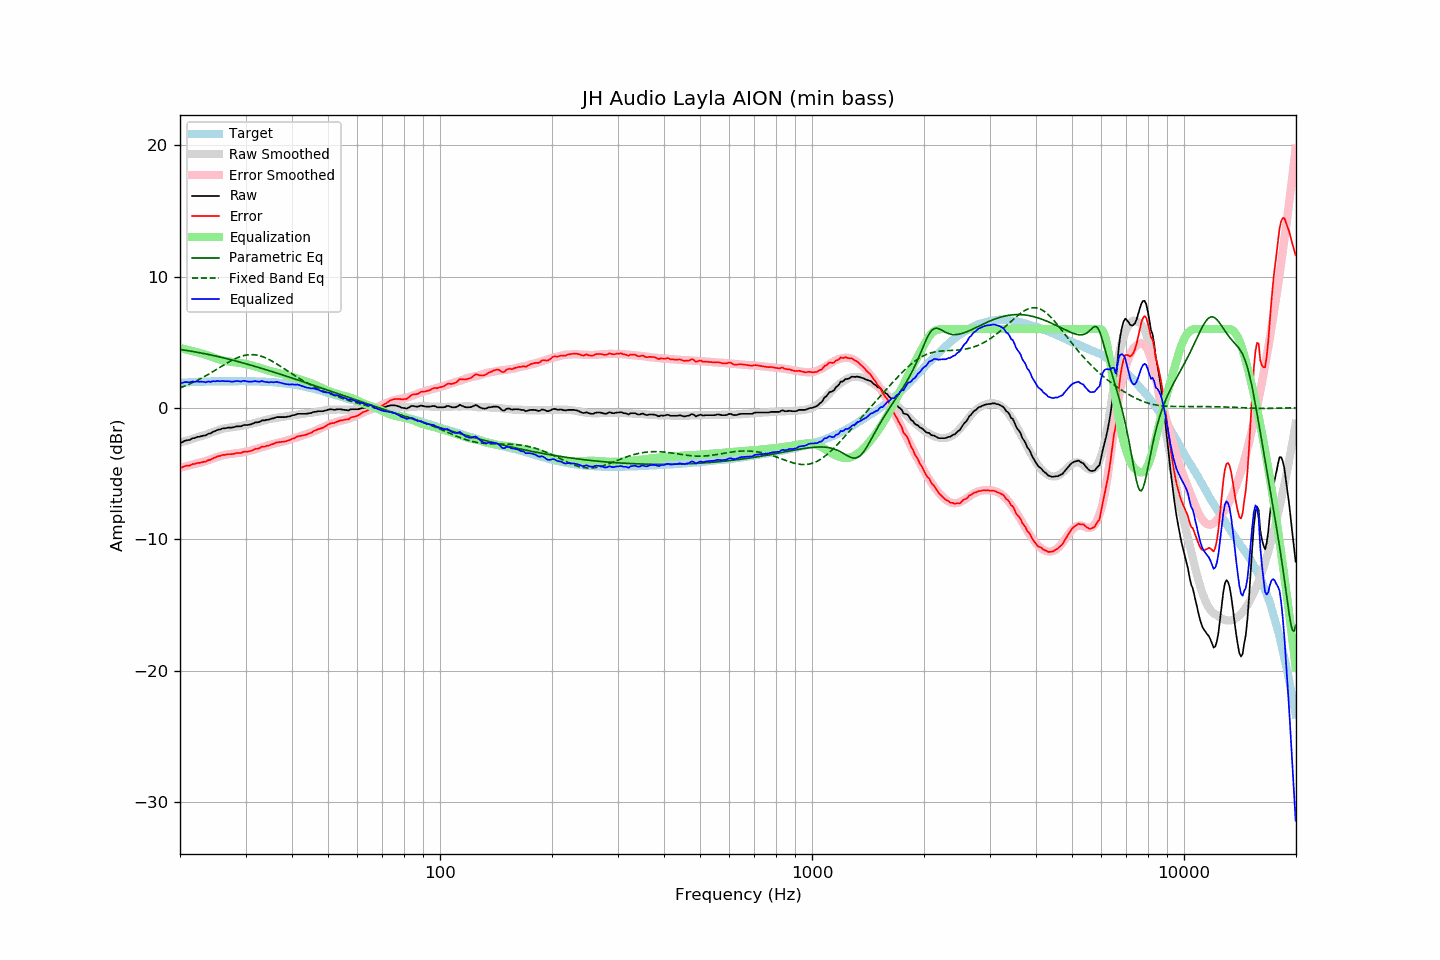 JH Audio Layla AION (min bass)
Target
Raw Smoothed
Error Smoothed
Raw
Error
Equalization
Parametric Eq
Fixed Band Eq
Equalized
20
10
0
−10
−20
−30
Amplitude (dBr)
100
1000
10000
Frequency (Hz)